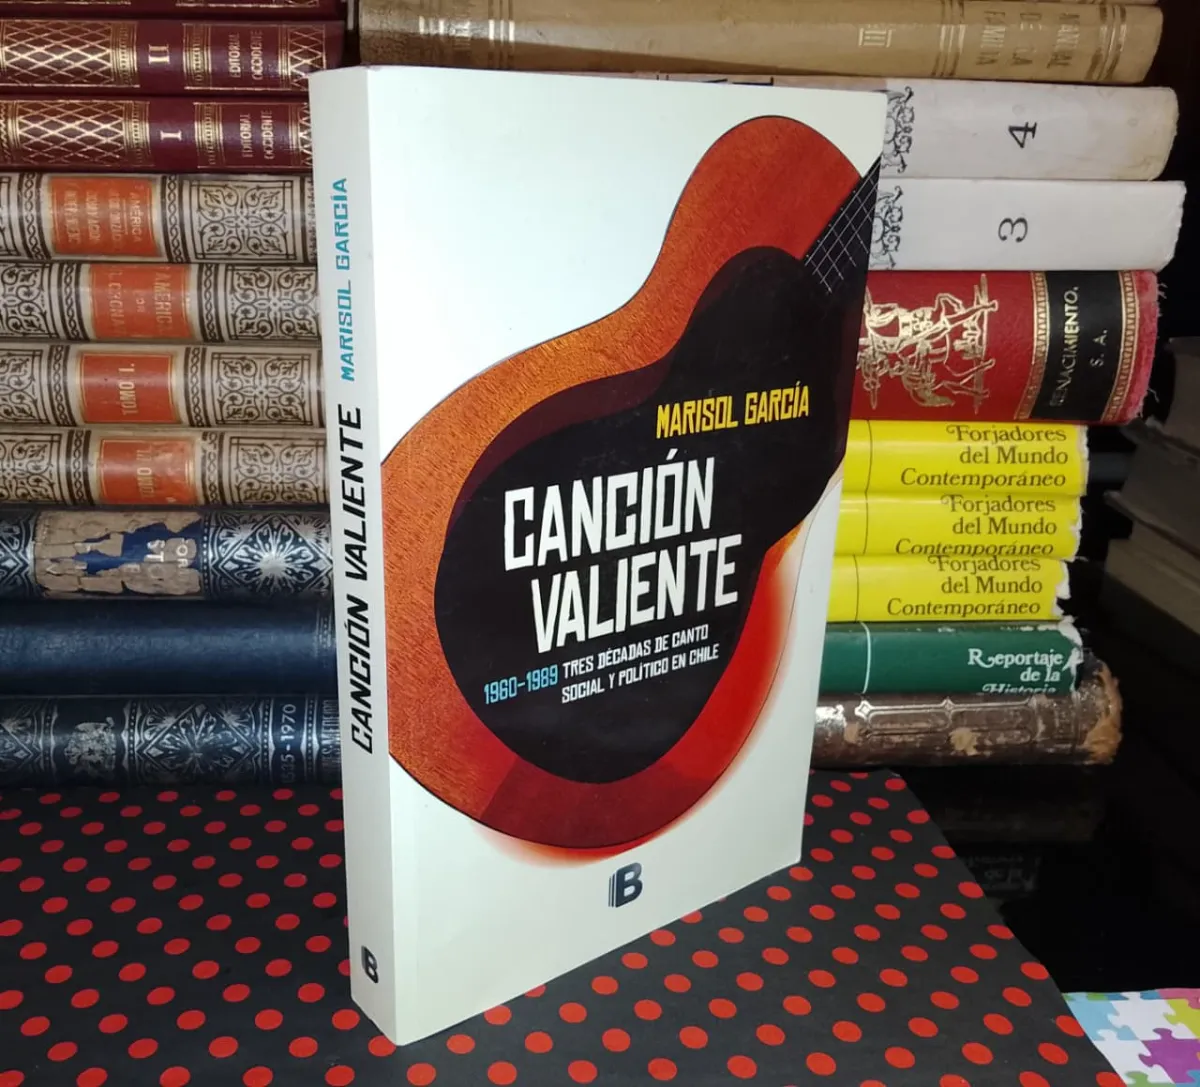 MARISOL GARCÍA
CANCIÓN
VALIENTE
1960-1989 TRES DÉCADAS DE CANTO
SOCIAL Y POLÍTICO EN CHILE
B
CANCIÓN VALIENTE MARISOL GARCÍA
B
II
EDITORIAL
OCCIDENTE
I
EDITORIAL
OCCIDENTE
TOMO I.
III
4
3
RENACIMIENTO.
S. A.
Forjadores
del Mundo
Contemporáneo
Forjadores
del Mundo
Contemporáneo
Forjadores
del Mundo
Contemporáneo
Reportaje
de la
Historia